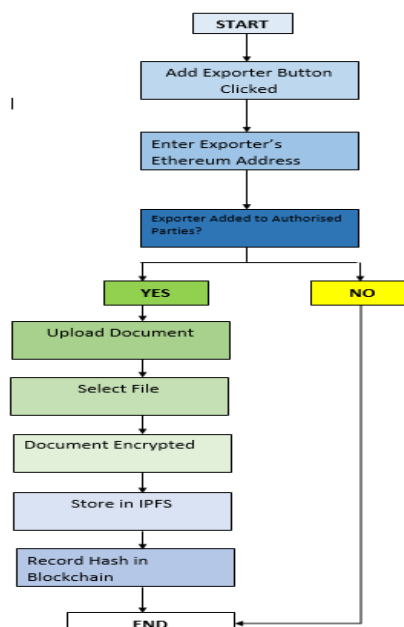 START
Add Exporter Button
Clicked
Enter Exporter's
Ethereum Address
Exporter Added to Authorised
Parties?
YES
NO
Upload Document
Select File
Document Encrypted
Store in IPFS
Record Hash in
Blockchain
END